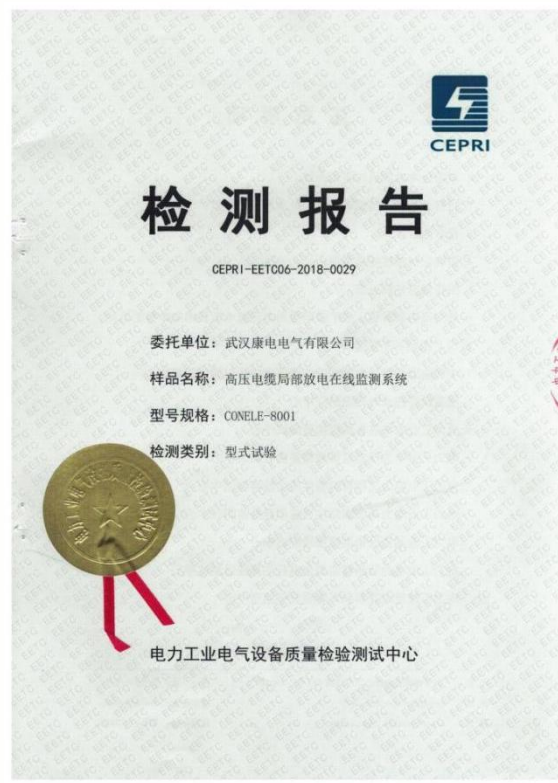 CEPRI
检测报告
CEPRI-EETC06-2018-0029
委托单位：武汉康电电气有限公司
样品名称：高压电缆局部放电在线监测系统
型号规格：CONELE-8001
检测类别：型式试验
电力工业电气设备质量检验测试中心